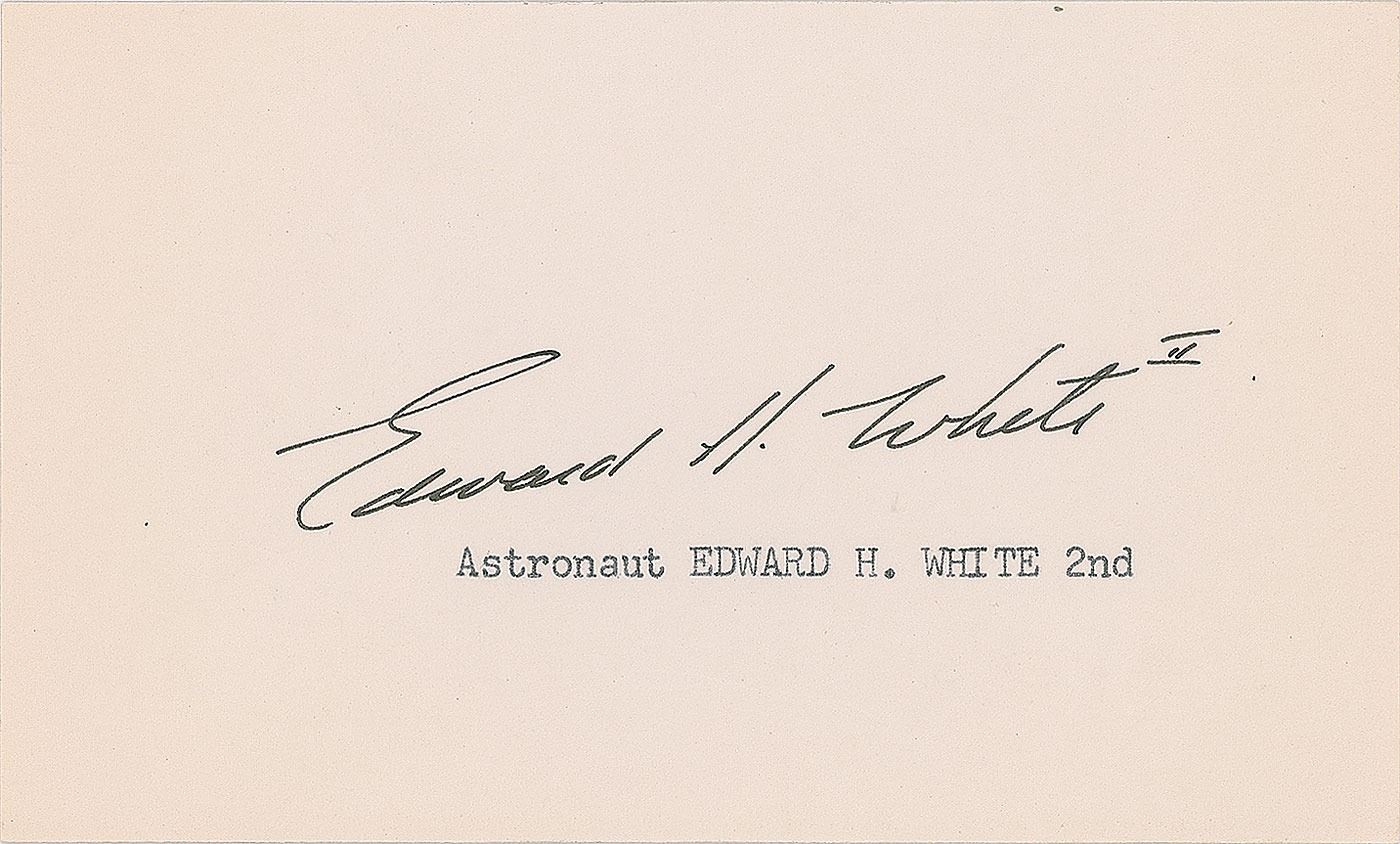 Edward H. White II
Astronaut EDWARD H. WHITE 2nd